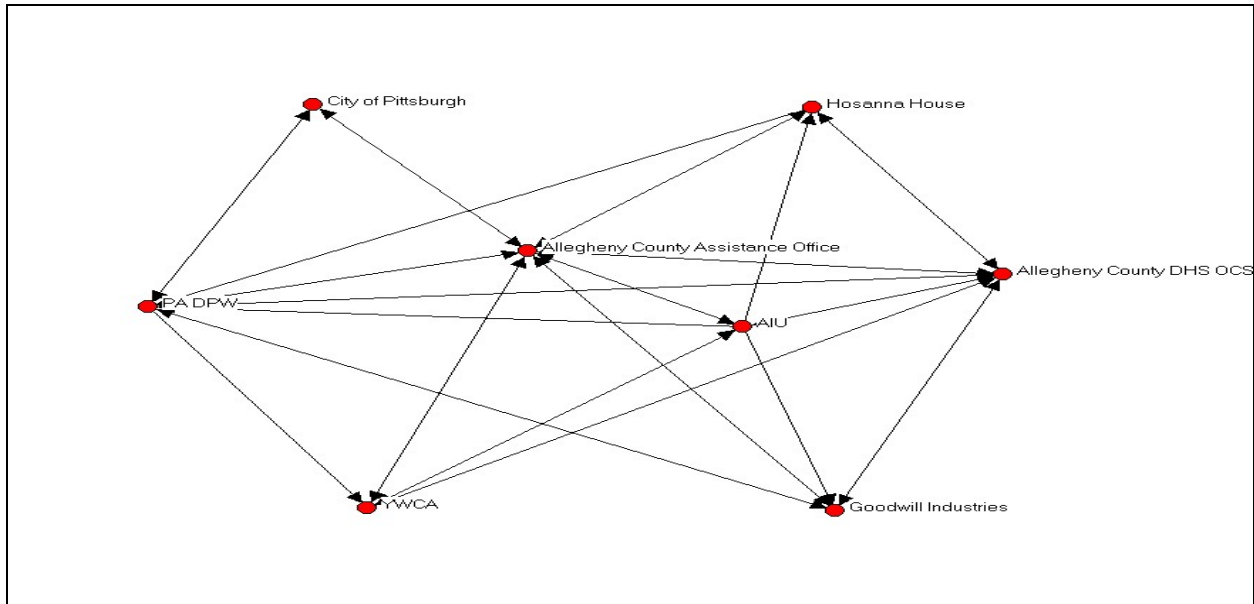 City of Pittsburgh
Hosanna House
Allegheny County Assistance Office
Allegheny County DHS OCS
PA DPW
AIU
YWCA
Goodwill Industries